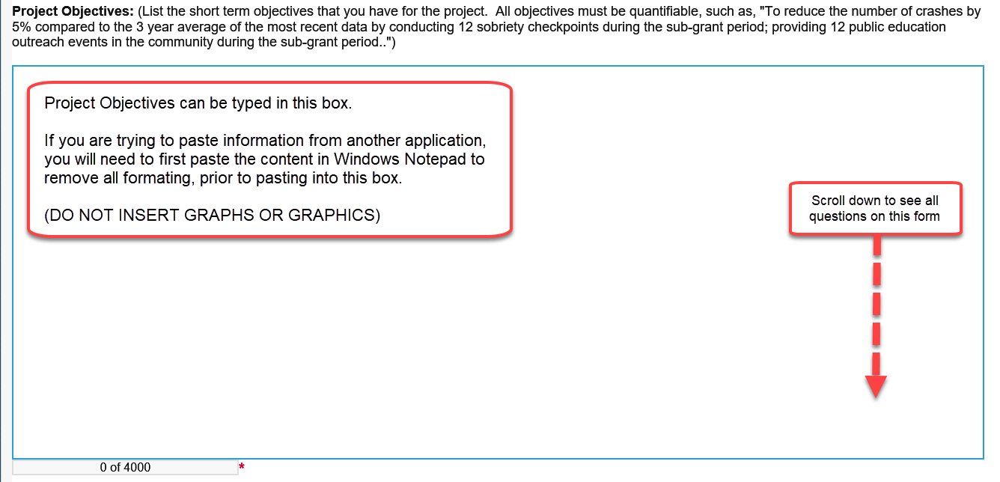 Project Objectives: (List the short term objectives that you have for the project.  All objectives must be quantifiable, such as, "To reduce the number of crashes by
5% compared to the 3 year average of the most recent data by conducting 12 sobriety checkpoints during the sub-grant period; providing 12 public education
outreach events in the community during the sub-grant period..")
Project Objectives can be typed in this box.
If you are trying to paste information from another application,
you will need to first paste the content in Windows Notepad to
remove all formating, prior to pasting into this box.
(DO NOT INSERT GRAPHS OR GRAPHICS)
Scroll down to see all
questions on this form
0 of 4000 *